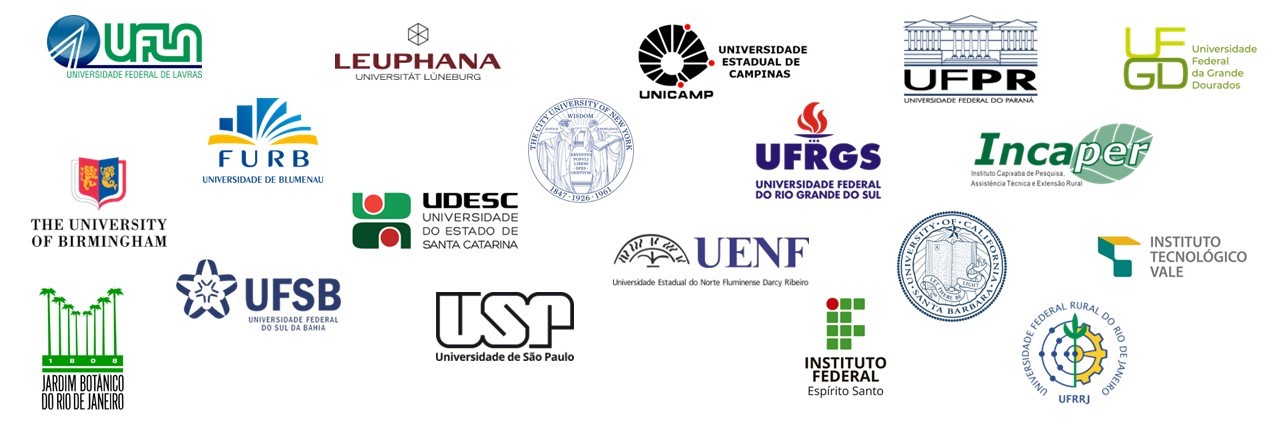 UFLA
UNIVERSIDADE FEDERAL DE LAVRAS
LEUPHANA
UNIVERSITÄT LÜNEBURG
UNIVERSIDADE
ESTADUAL DE
CAMPINAS
UNICAMP
UFPR
UNIVERSIDADE FEDERAL DO PARANÁ
UF
GD
Universidade
Federal
da Grande
Dourados
FURB
UNIVERSIDADE DE BLUMENAU
THE CITY UNIVERSITY OF NEW YORK
WISDOM
1847 • 1926 • 1961
UFRGS
UNIVERSIDADE FEDERAL
DO RIO GRANDE DO SUL
Incaper
Instituto Capixaba de Pesquisa,
Assistência Técnica e Extensão Rural
THE UNIVERSITY
OF BIRMINGHAM
UDESC
UNIVERSIDADE
DO ESTADO DE
SANTA CATARINA
UENF
Universidade Estadual do Norte Fluminense Darcy Ribeiro
UNIVERSITY OF CALIFORNIA
SANTA BARBARA
INSTITUTO
TECNOLÓGICO
VALE
UFSB
UNIVERSIDADE FEDERAL
DO SUL DA BAHIA
USP
Universidade de São Paulo
INSTITUTO
FEDERAL
Espírito Santo
UNIVERSIDADE FEDERAL RURAL DO RIO DE JANEIRO
UFRRJ
1808
JARDIM BOTÂNICO
DO RIO DE JANEIRO